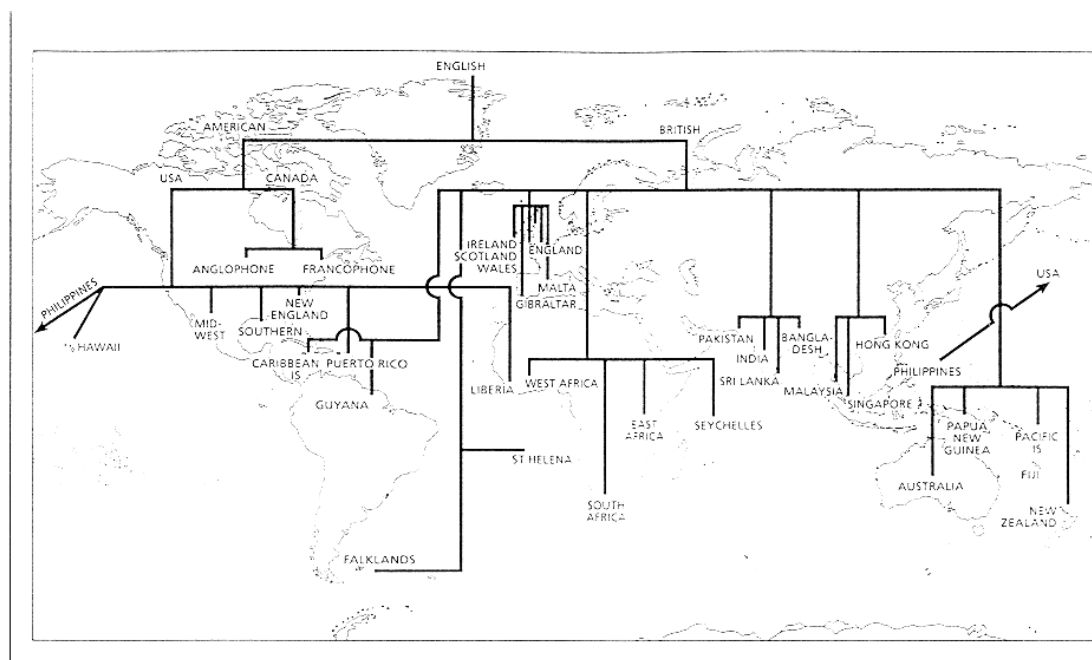 ENGLISH
AMERICAN
BRITISH
USA
CANADA
IRELAND
SCOTLAND
WALES
ENGLAND
ANGLOPHONE
FRANCOPHONE
USA
PHILIPPINES
MALTA
GIBRALTAR
NEW
ENGLAND
MID-
WEST
SOUTHERN
HAWAII
PAKISTAN
INDIA
BANGLA-
DESH
HONG KONG
CARIBBEAN
IS
PUERTO RICO
PHILIPPINES
SRI LANKA
LIBERIA
WEST AFRICA
MALAYSIA
SINGAPORE
GUYANA
EAST
AFRICA
SEYCHELLES
PAPUA
NEW
GUINEA
PACIFIC
IS
FIJI
ST HELENA
AUSTRALIA
SOUTH
AFRICA
NEW
ZEALAND
FALKLANDS